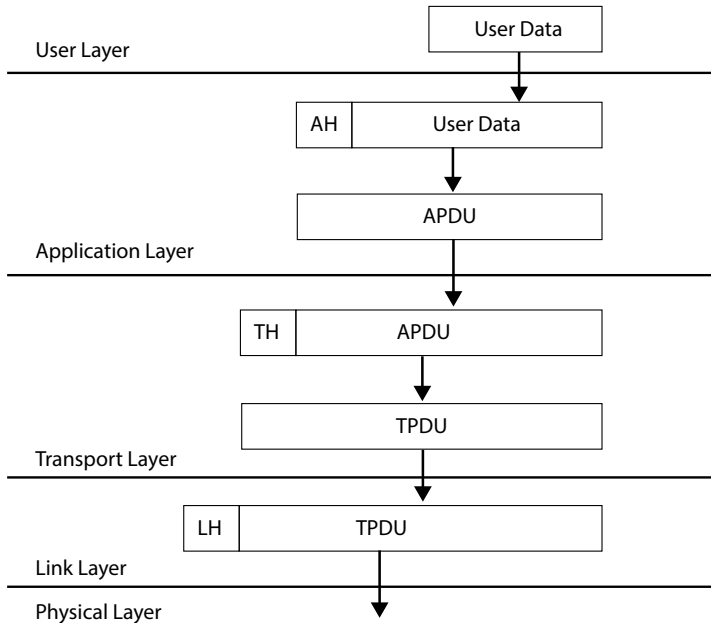 User Data
User Layer
AH User Data
APDU
Application Layer
TH APDU
TPDU
Transport Layer
LH TPDU
Link Layer
Physical Layer